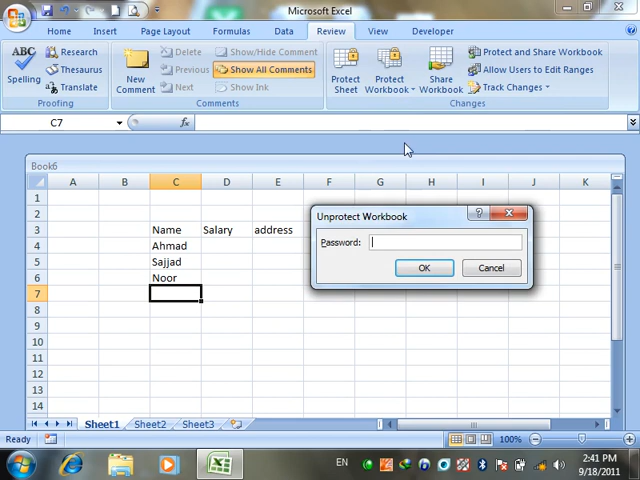 Microsoft Excel
Home Insert Page Layout Formulas Data Review View Developer
ABC
Spelling
Research
Thesaurus
Translate
Proofing
New Comment
Delete
Previous
Next
Show/Hide Comment
Show All Comments
Show Ink
Comments
Protect Sheet
Protect Workbook
Share Workbook
Protect and Share Workbook
Allow Users to Edit Ranges
Track Changes
Changes
C7 fx
Book6
A B C D E F G H I J K
1
2
3 Name Salary address
4 Ahmad
5 Sajjad
6 Noor
7
8
9
10
11
12
13
14
Unprotect Workbook
?
Password:
OK Cancel
Sheet1 Sheet2 Sheet3
Ready 100%
EN 2:41 PM
9/18/2011